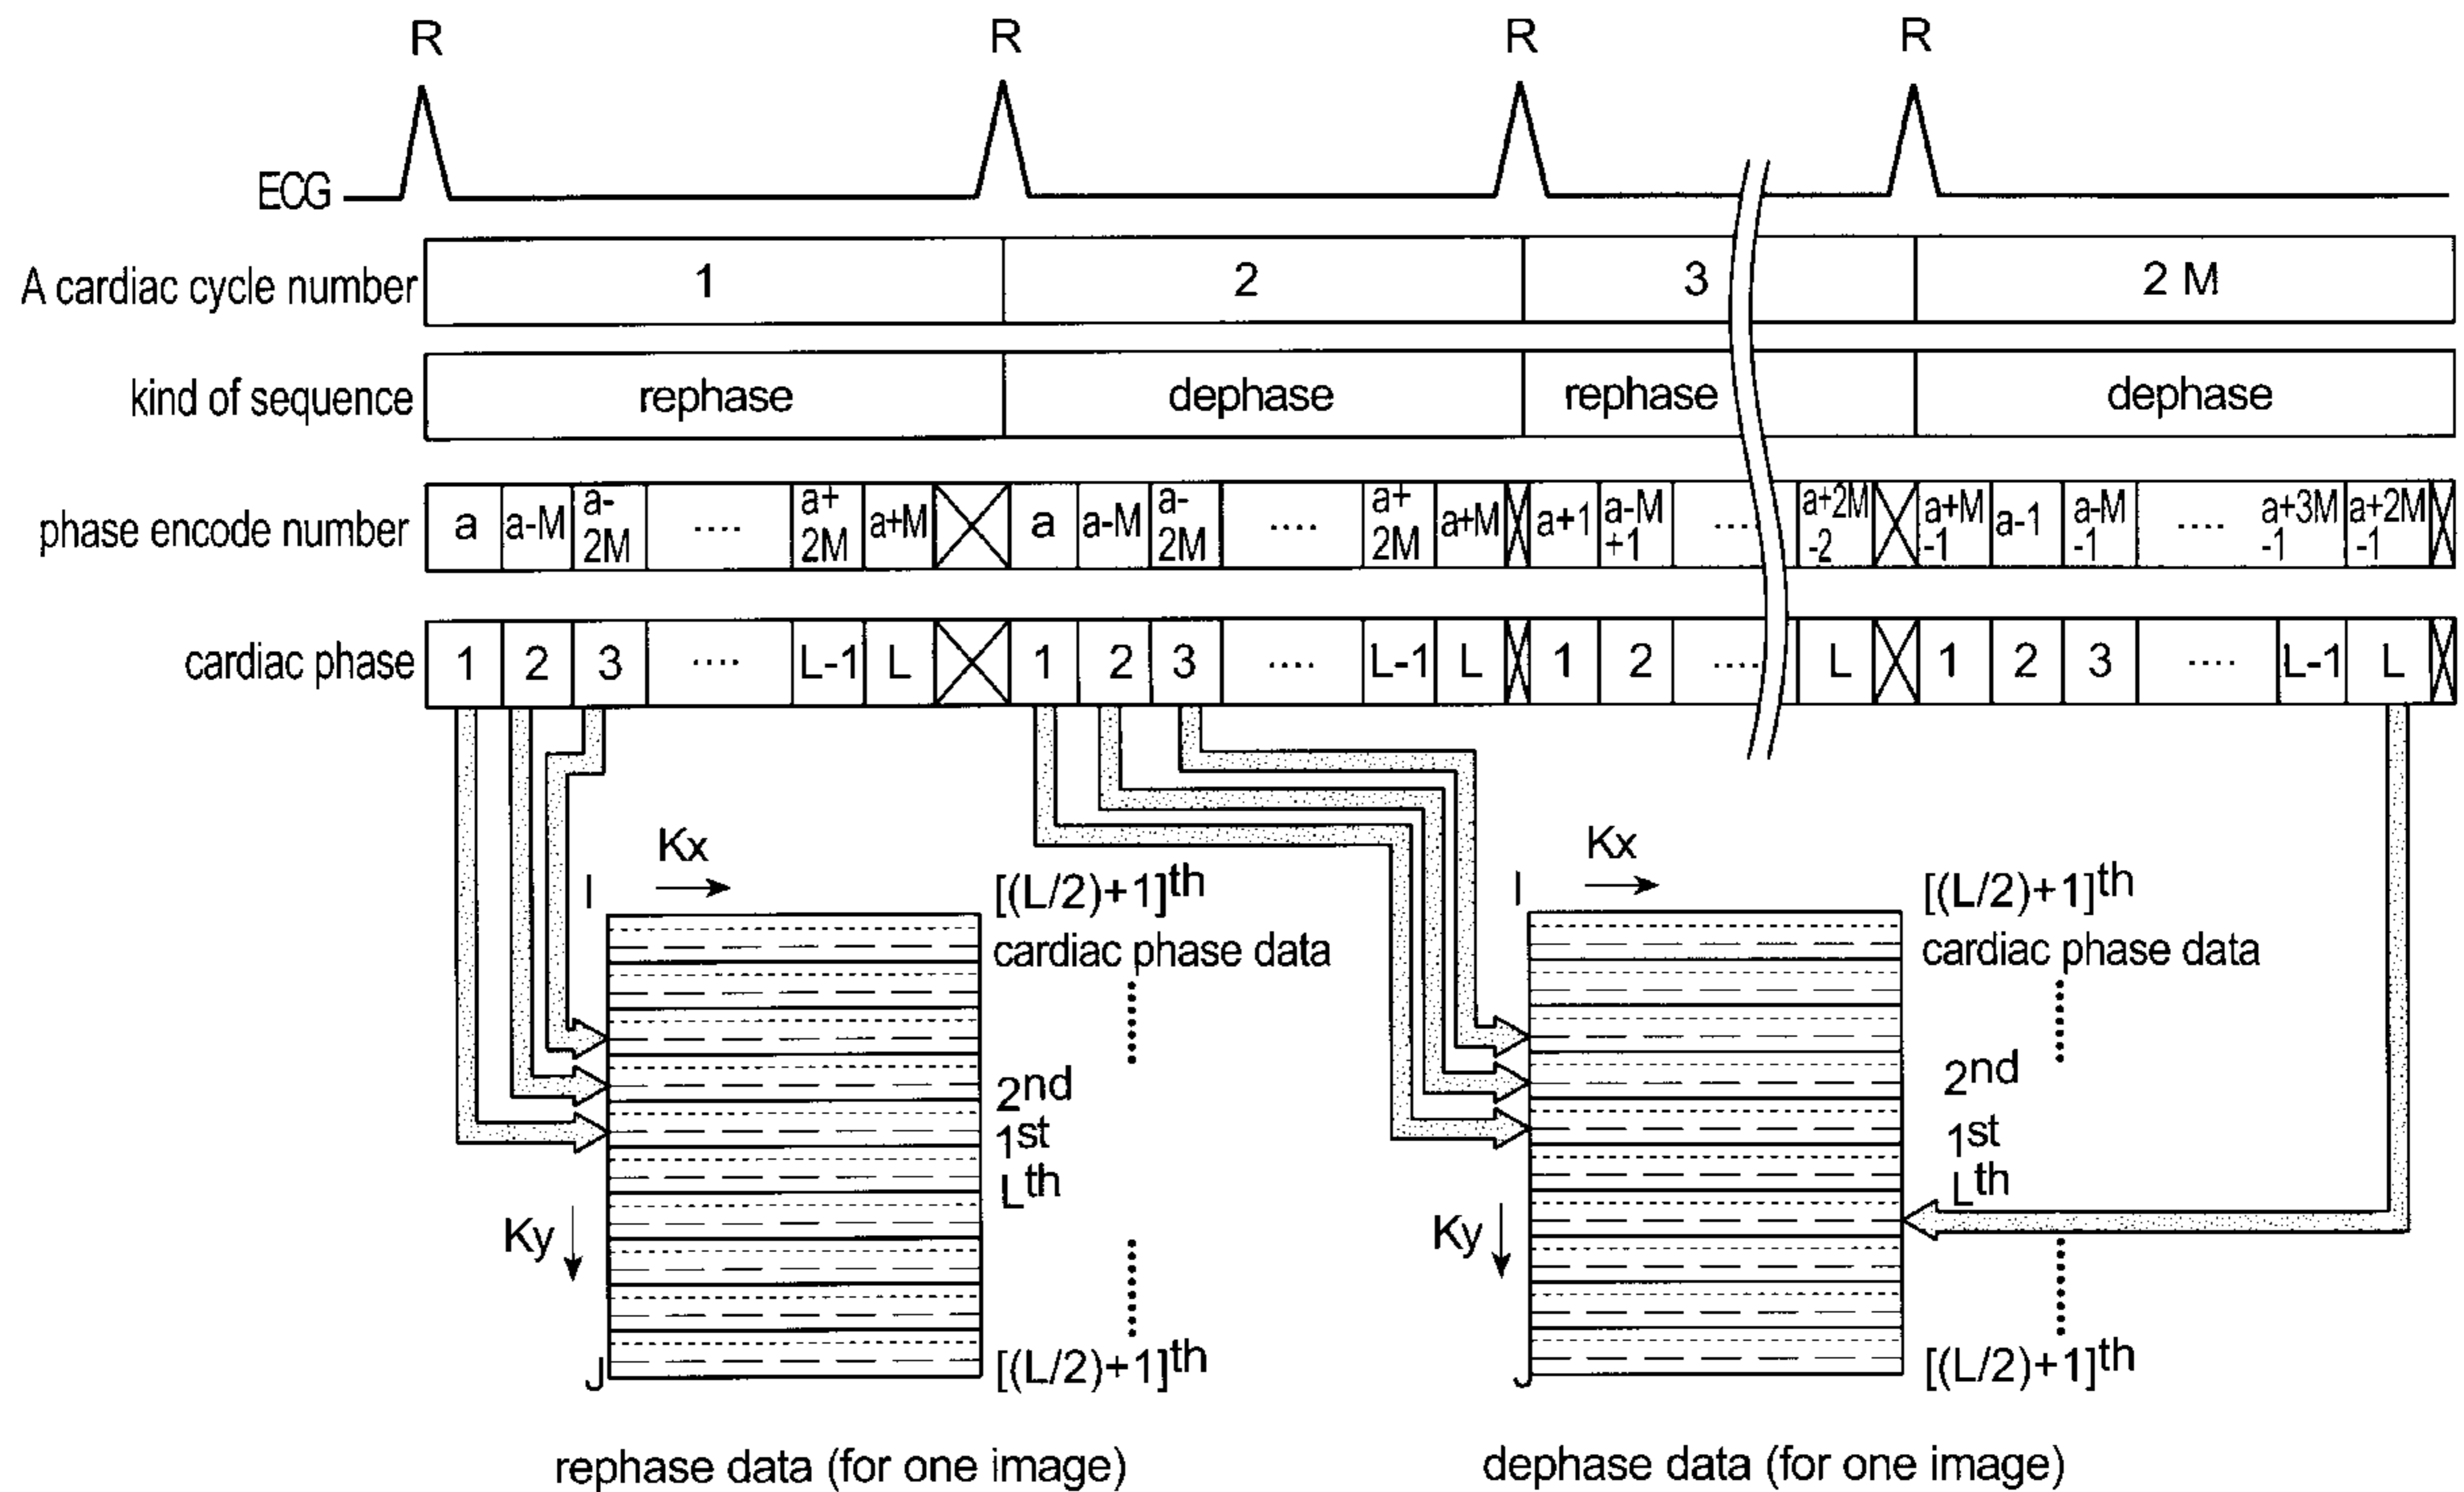 R R R R
ECG
A cardiac cycle number 1 2 3 2 M
kind of sequence rephase dephase rephase dephase
phase encode number a a-M a-2M .... a+2M a+M a a-M a-2M .... a+2M a+M a+1 a-M+1 .... a+2M-2 a+M-1 a-1 a-M-1 .... a+3M-1 a+2M-1
cardiac phase 1 2 3 .... L-1 L 1 2 3 .... L-1 L 1 2 .... L 1 2 3 .... L-1 L
Kx
I
[(L/2)+1]th
cardiac phase data
2nd
1st
Lth
Ky
J
[(L/2)+1]th
rephase data (for one image)
Kx
I
[(L/2)+1]th
cardiac phase data
2nd
1st
Lth
Ky
J
[(L/2)+1]th
dephase data (for one image)